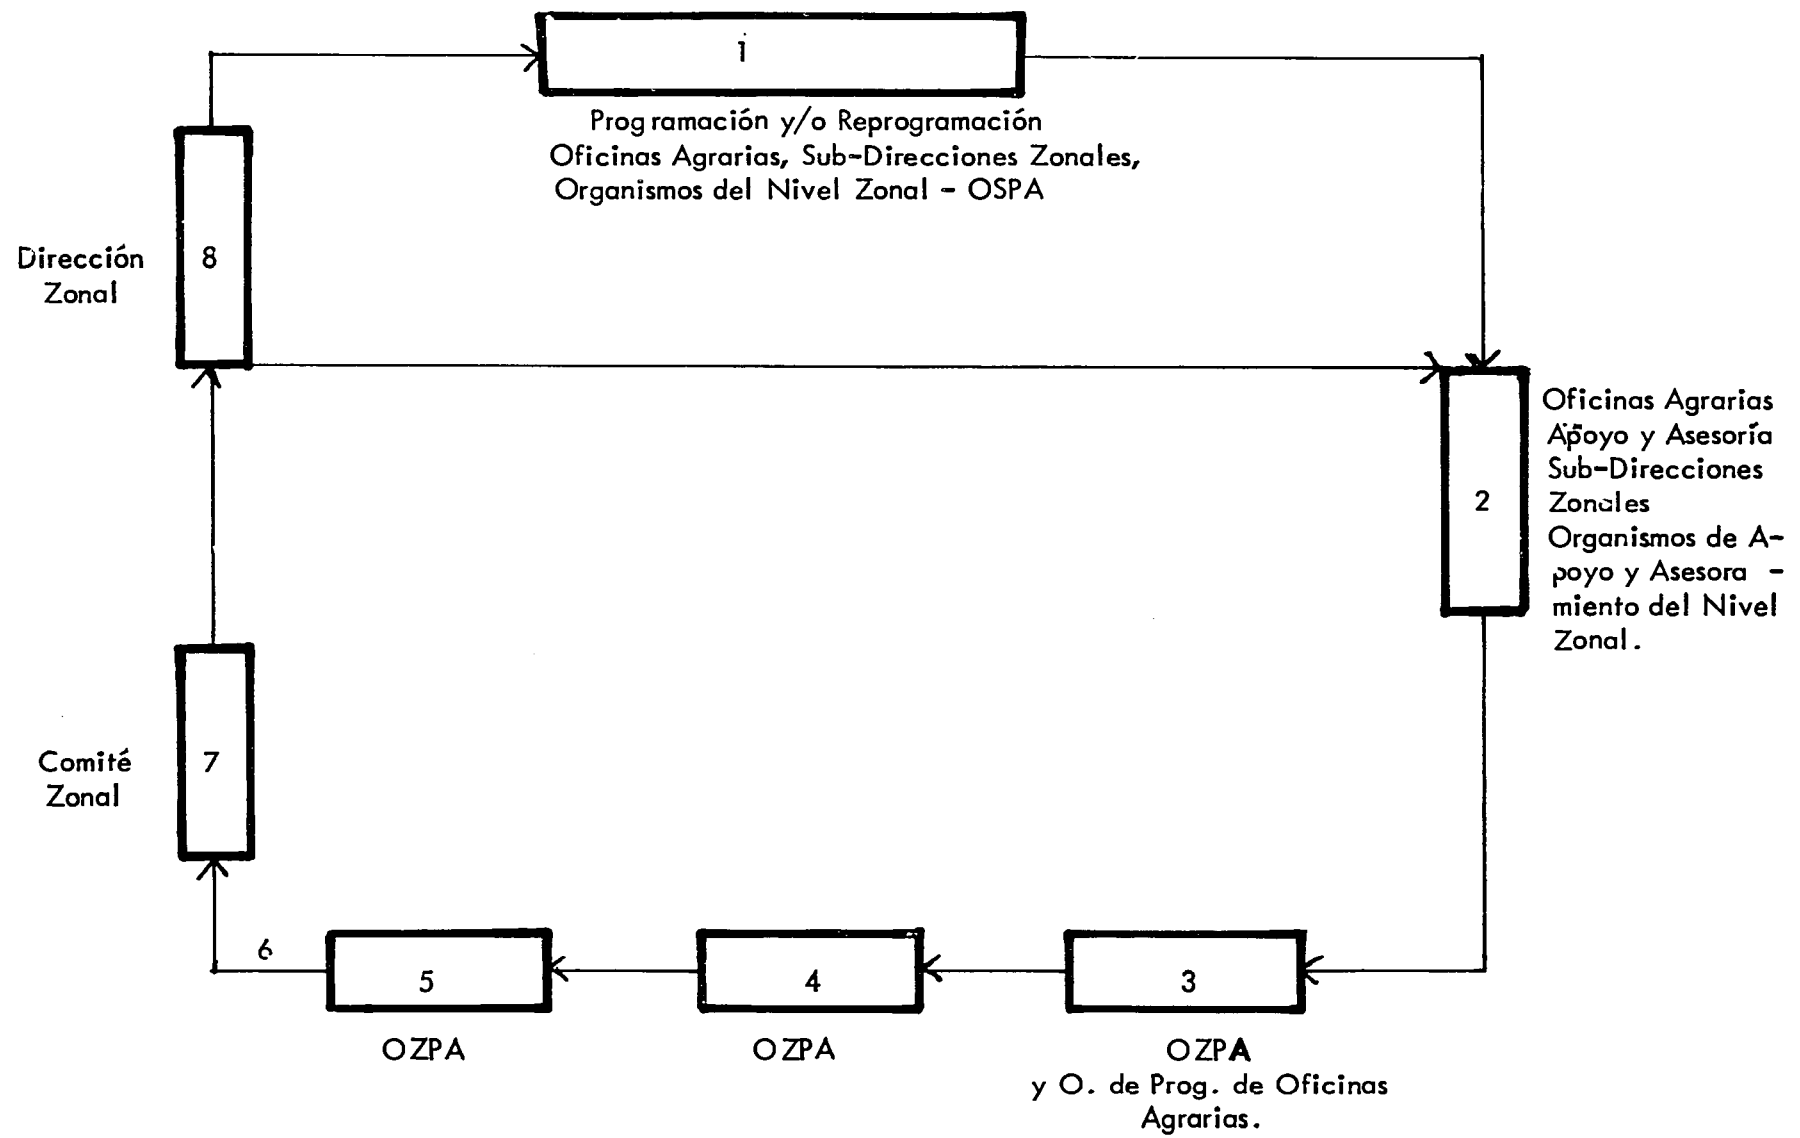 1
Programación y/o Reprogramación
Oficinas Agrarias, Sub-Direcciones Zonales,
Organismos del Nivel Zonal - OSPA
Dirección
Zonal
8
2
Oficinas Agrarias
Apoyo y Asesoría
Sub-Direcciones
Zonales
Organismos de A-
poyo y Asesora -
miento del Nivel
Zonal.
Comité
Zonal
7
6
5
OZPA
4
OZPA
3
OZPA
y O. de Prog. de Oficinas
Agrarias.